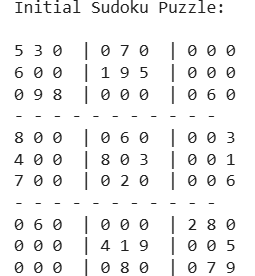 Initial Sudoku Puzzle:
5 3 0 | 0 7 0 | 0 0 0
6 0 0 | 1 9 5 | 0 0 0
0 9 8 | 0 0 0 | 0 6 0
- - - - - - - - - - -
8 0 0 | 0 6 0 | 0 0 3
4 0 0 | 8 0 3 | 0 0 1
7 0 0 | 0 2 0 | 0 0 6
- - - - - - - - - - -
0 6 0 | 0 0 0 | 2 8 0
0 0 0 | 4 1 9 | 0 0 5
0 0 0 | 0 8 0 | 0 7 9